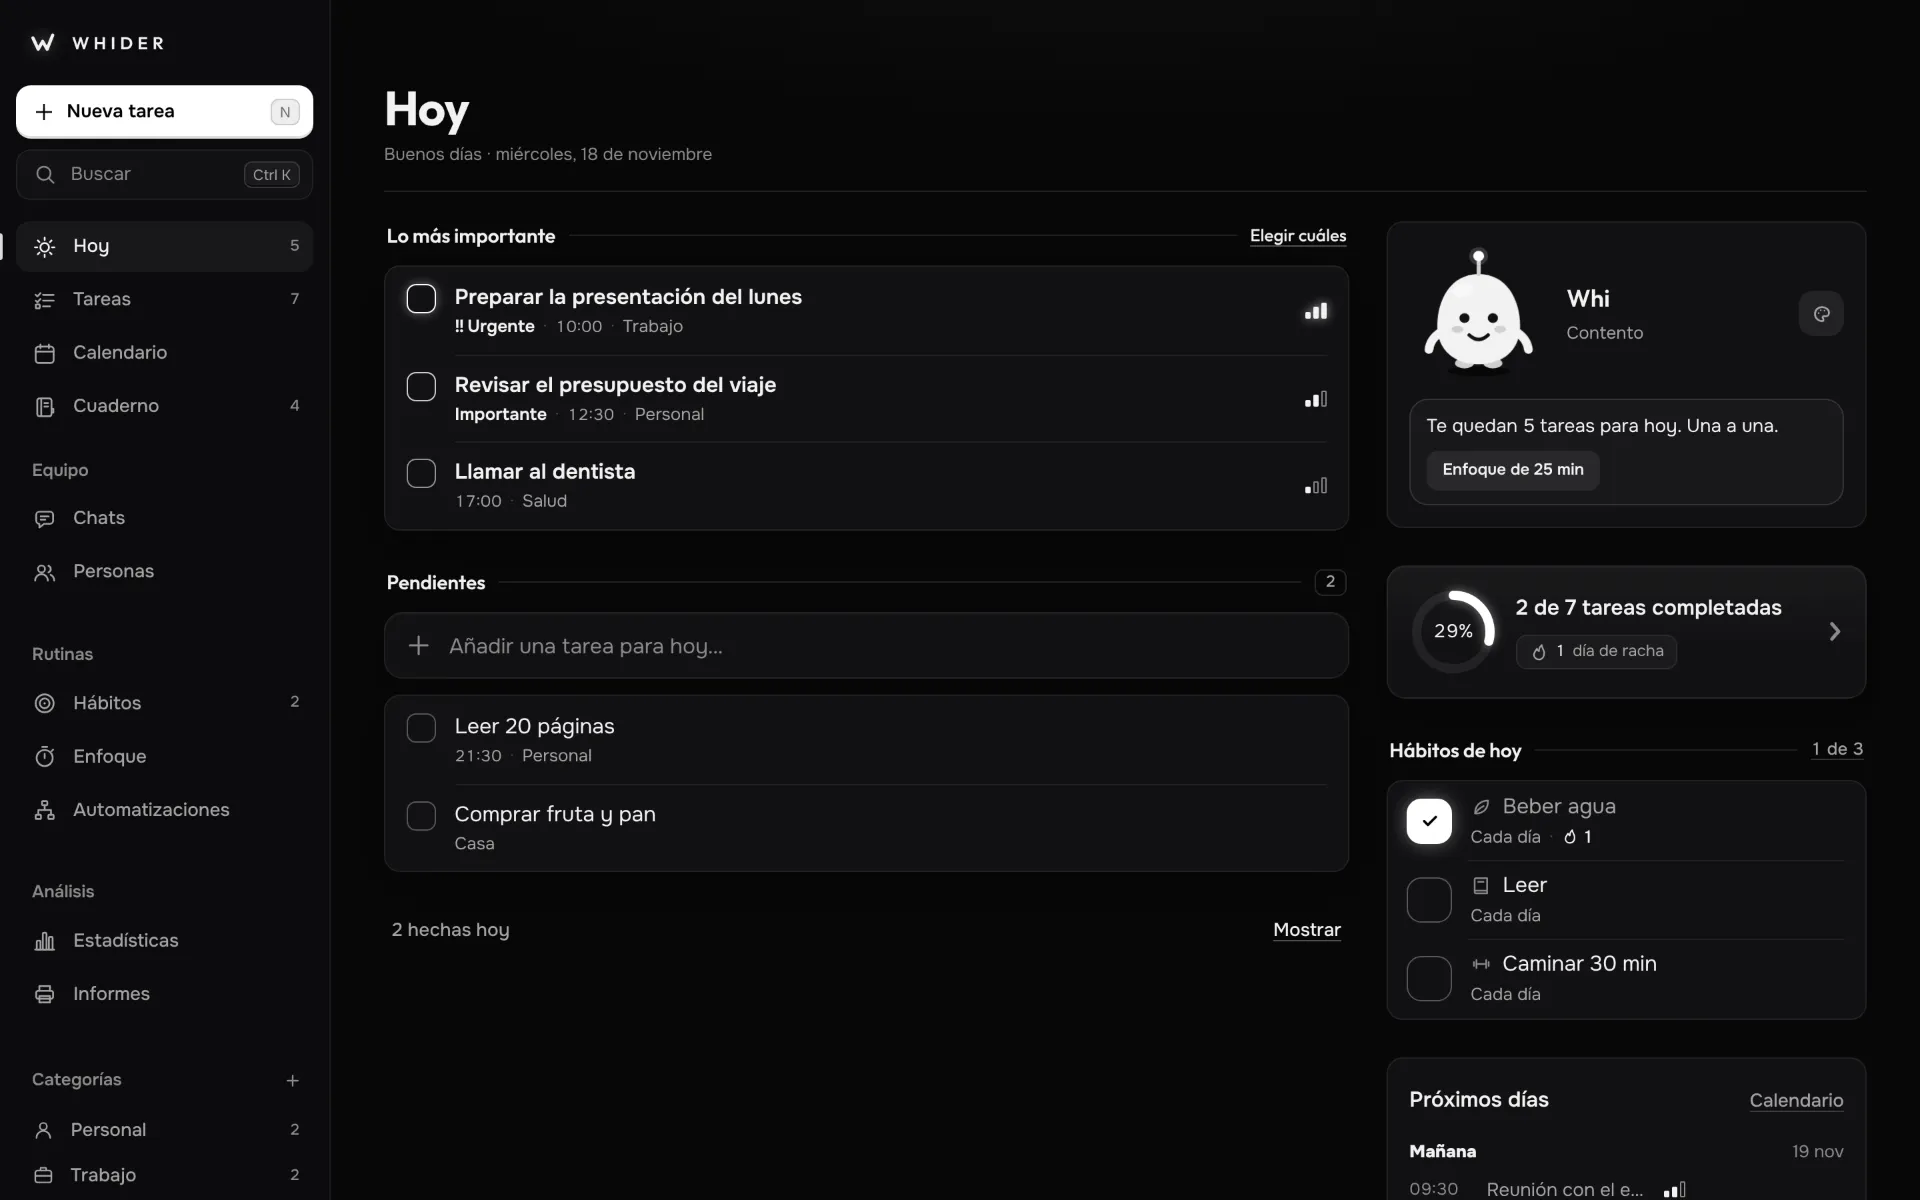 WHIDER
Nueva tarea N
Buscar Ctrl K
Hoy 5
Tareas 7
Calendario
Cuaderno 4
Equipo
Chats
Personas
Rutinas
Hábitos 2
Enfoque
Automatizaciones
Análisis
Estadísticas
Informes
Categorías +
Personal 2
Trabajo 2
Hoy
Buenos días · miércoles, 18 de noviembre
Lo más importante Elegir cuáles
Preparar la presentación del lunes
!! Urgente · 10:00 · Trabajo
Revisar el presupuesto del viaje
Importante · 12:30 · Personal
Llamar al dentista
17:00 · Salud
Pendientes 2
Añadir una tarea para hoy...
Leer 20 páginas
21:30 · Personal
Comprar fruta y pan
Casa
2 hechas hoy Mostrar
Whi
Contento
Te quedan 5 tareas para hoy. Una a una.
Enfoque de 25 min
29%
2 de 7 tareas completadas
1 día de racha
Hábitos de hoy 1 de 3
Beber agua
Cada día · 1
Leer
Cada día
Caminar 30 min
Cada día
Próximos días Calendario
Mañana 19 nov
09:30 Reunión con el e...